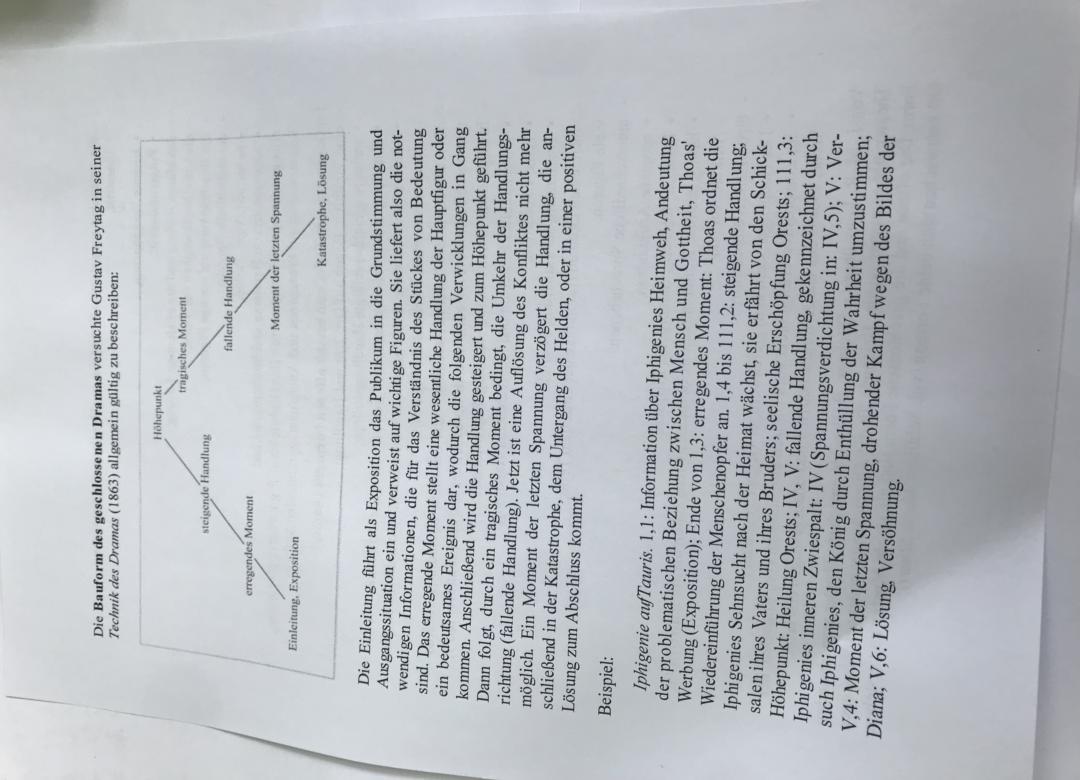 Die Bauform des geschlossenen Dramas versuchte Gustav Freytag in seiner
Technik des Dramas (1863) allgemein gültig zu beschreiben:
Höhepunkt
tragisches Moment
steigende Handlung
fallende Handlung
erregendes Moment
Moment der letzten Spannung
Einleitung, Exposition
Katastrophe, Lösung
Die Einleitung führt als Exposition das Publikum in die Grundstimmung und
Ausgangssituation ein und verweist auf wichtige Figuren. Sie liefert also die not-
wendigen Informationen, die für das Verständnis des Stückes von Bedeutung
sind. Das erregende Moment stellt eine wesentliche Handlung der Hauptfigur oder
ein bedeutsames Ereignis dar, wodurch die folgenden Verwicklungen in Gang
kommen. Anschließend wird die Handlung gesteigert und zum Höhepunkt geführt.
Dann folgt, durch ein tragisches Moment bedingt, die Umkehr der Handlungs-
richtung (fallende Handlung). Jetzt ist eine Auflösung des Konfliktes nicht mehr
möglich. Ein Moment der letzten Spannung verzögert die Handlung, die an-
schließend in der Katastrophe, dem Untergang des Helden, oder in einer positiven
Lösung zum Abschluss kommt.
Beispiel:
Iphigenie aufTauris. 1,1: Information über Iphigenies Heimweh, Andeutung
der problematischen Beziehung zwischen Mensch und Gottheit, Thoas'
Werbung (Exposition); Ende von 1,3: erregendes Moment: Thoas ordnet die
Wiedereinführung der Menschenopfer an. 1,4 bis 111,2: steigende Handlung;
Iphigenies Sehnsucht nach der Heimat wächst, sie erfährt von den Schick-
salen ihres Vaters und ihres Bruders; seelische Erschöpfung Orests; 111,3:
Höhepunkt: Heilung Orests; IV, V: fallende Handlung, gekennzeichnet durch
Iphigenies inneren Zwiespalt: IV (Spannungsverdichtung in: IV,5); V: Ver-
such Iphigenies, den König durch Enthüllung der Wahrheit umzustimmen;
V,4: Moment der letzten Spannung, drohender Kampf wegen des Bildes der
Diana; V,6: Lösung, Versöhnung.